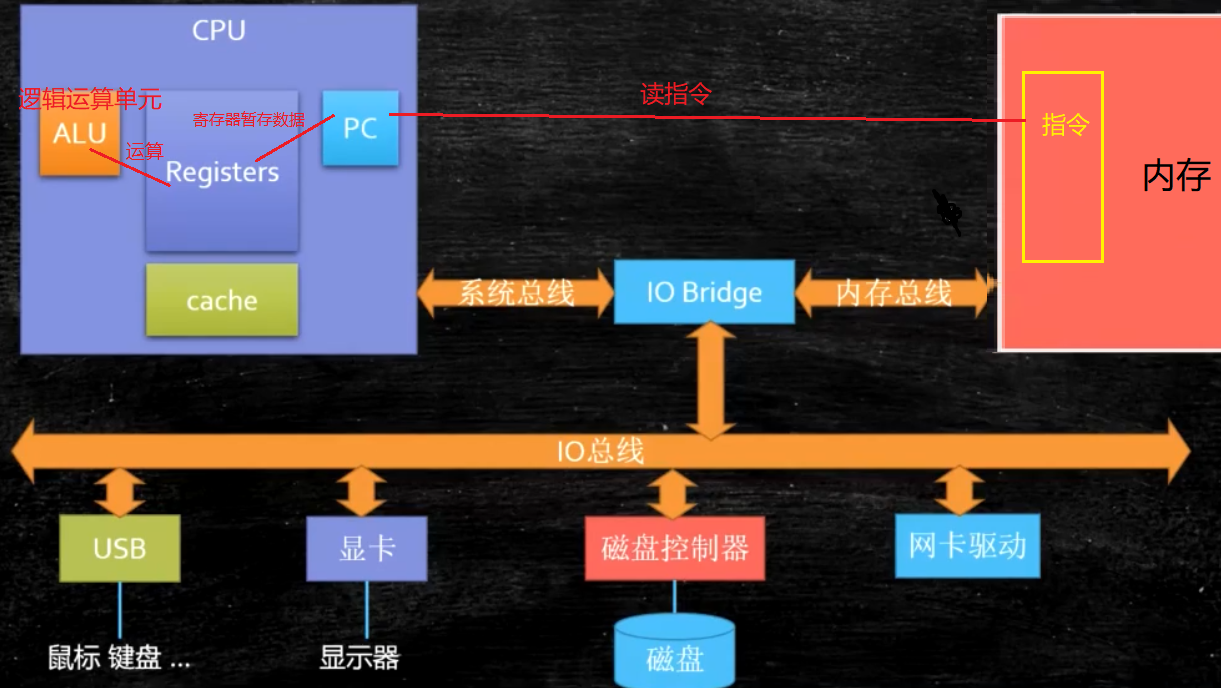 CPU
逻辑运算单元
ALU
运算
寄存器暂存数据
Registers
PC
读指令
指令
内存
cache
系统总线
IO Bridge
内存总线
IO总线
USB
显卡
磁盘控制器
网卡驱动
鼠标 键盘 ...
显示器
磁盘